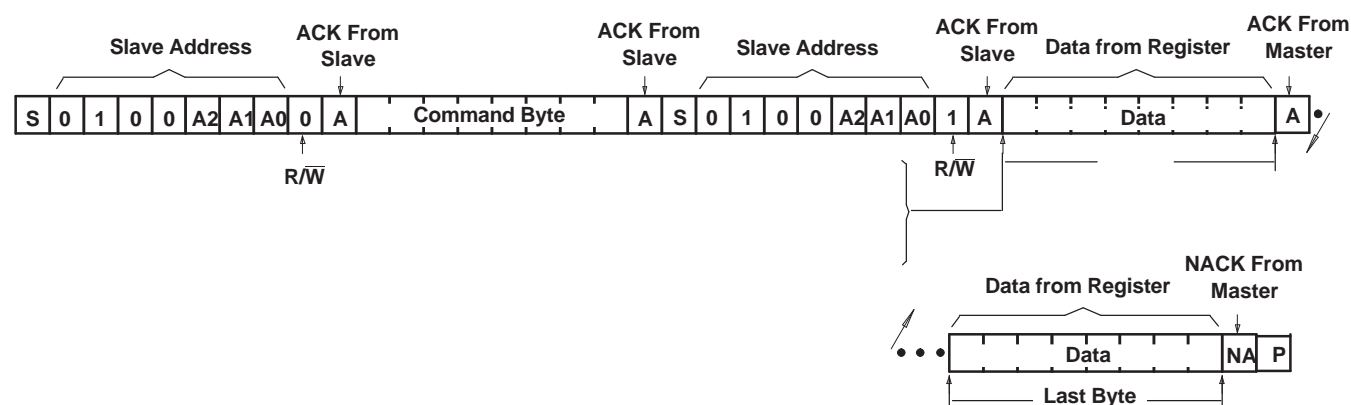 Slave Address
ACK From
Slave
ACK From
Slave
Slave Address
ACK From
Slave
Data from Register
ACK From
Master
S 0 1 0 0 A2 A1 A0 0 A Command Byte A S 0 1 0 0 A2 A1 A0 1 A Data A
R/W̅
R/W̅
Data from Register
NACK From
Master
Data NA P
Last Byte